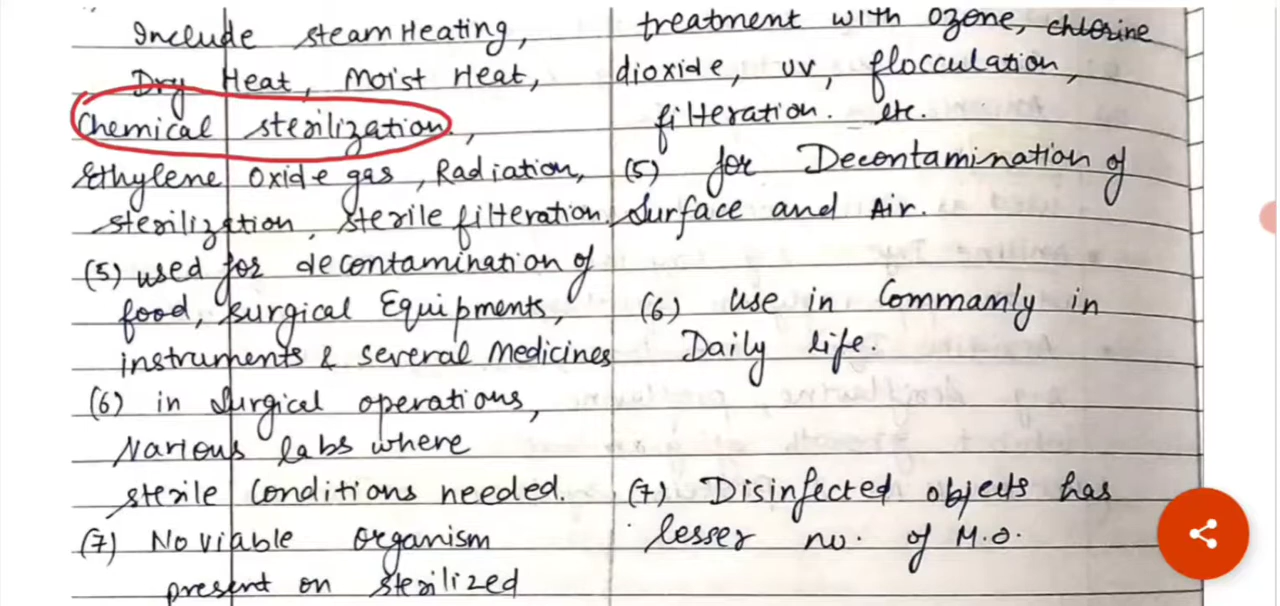 Include steam Heating,
Dry Heat, Moist Heat,
Chemical sterilization.,
Ethylene oxide gas, Radiation,
sterilization, sterile filteration,
(5) used for decontamination of
food, surgical Equipments,
instruments & several Medicines
(6) in surgical operations,
Various labs where
sterile conditions needed.
(7) No viable organism
present on sterilized
treatment with ozone, chlorine
dioxide, UV, flocculation,
filteration. etc.
(5) for Decontamination of
Surface and Air.
(6) Use in Commamly in
Daily life.
(7) Disinfected objects has
lesser no. of M.O.